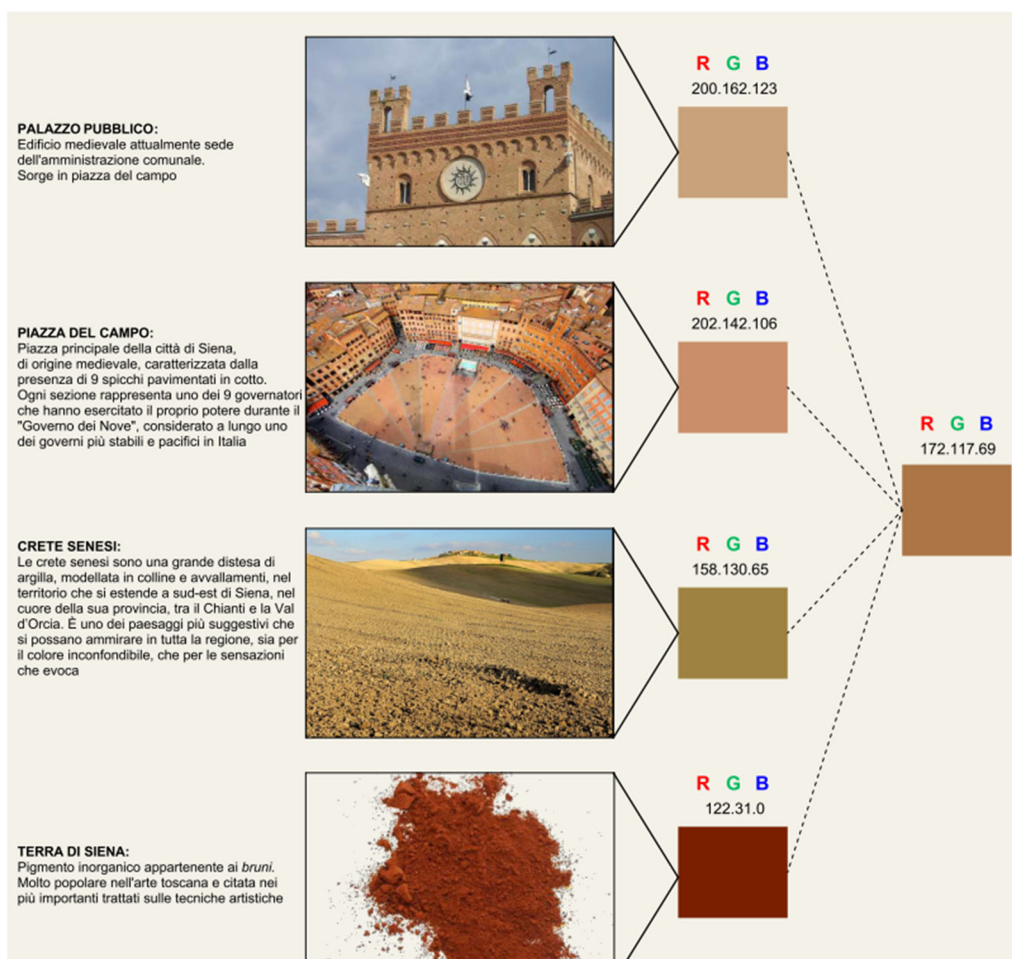 R G B
200.162.123
PALAZZO PUBBLICO:
Edificio medievale attualmente sede
dell'amministrazione comunale.
Sorge in piazza del campo
R G B
202.142.106
PIAZZA DEL CAMPO:
Piazza principale della città di Siena,
di origine medievale, caratterizzata dalla
presenza di 9 spicchi pavimentati in cotto.
Ogni sezione rappresenta uno dei 9 governatori
che hanno esercitato il proprio potere durante il
"Governo dei Nove", considerato a lungo uno
dei governi più stabili e pacifici in Italia
R G B
172.117.69
CRETE SENESI:
Le crete senesi sono una grande distesa di
argilla, modellata in colline e avvallamenti, nel
territorio che si estende a sud-est di Siena, nel
cuore della sua provincia, tra il Chianti e la Val
d'Orcia. È uno dei paesaggi più suggestivi che
si possano ammirare in tutta la regione, sia per
il colore inconfondibile, che per le sensazioni
che evoca
R G B
158.130.65
R G B
122.31.0
TERRA DI SIENA:
Pigmento inorganico appartenente ai bruni.
Molto popolare nell'arte toscana e citata nei
più importanti trattati sulle tecniche artistiche